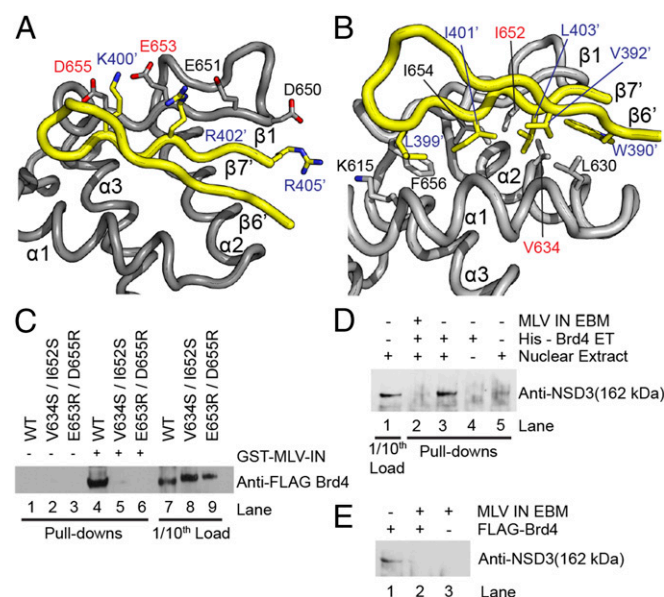 A
K400'
E653
D655
E651
D650
β1
R402'
β7'
R405'
α3
β6'
α1
α2
B
I652
L403'
I401'
V392'
I654
β1
β7'
β6'
L399'
W390'
K615
F656
α2
L630
α1
V634
α3
C
WT
V634S / I652S
E653R / D655R
WT
V634S / I652S
E653R / D655R
WT
V634S / I652S
E653R / D655R
- - - + + + GST-MLV-IN
Anti-FLAG Brd4
1 2 3 4 5 6 7 8 9 Lane
Pull-downs 1/10th Load
D
- + - - - MLV IN EBM
- + + + - His - Brd4 ET
+ + + - + Nuclear Extract
Anti-NSD3(162 kDa)
1 2 3 4 5 Lane
1/10th Load Pull-downs
E
- + + MLV IN EBM
+ + - FLAG-Brd4
Anti-NSD3(162 kDa)
1 2 3 Lane